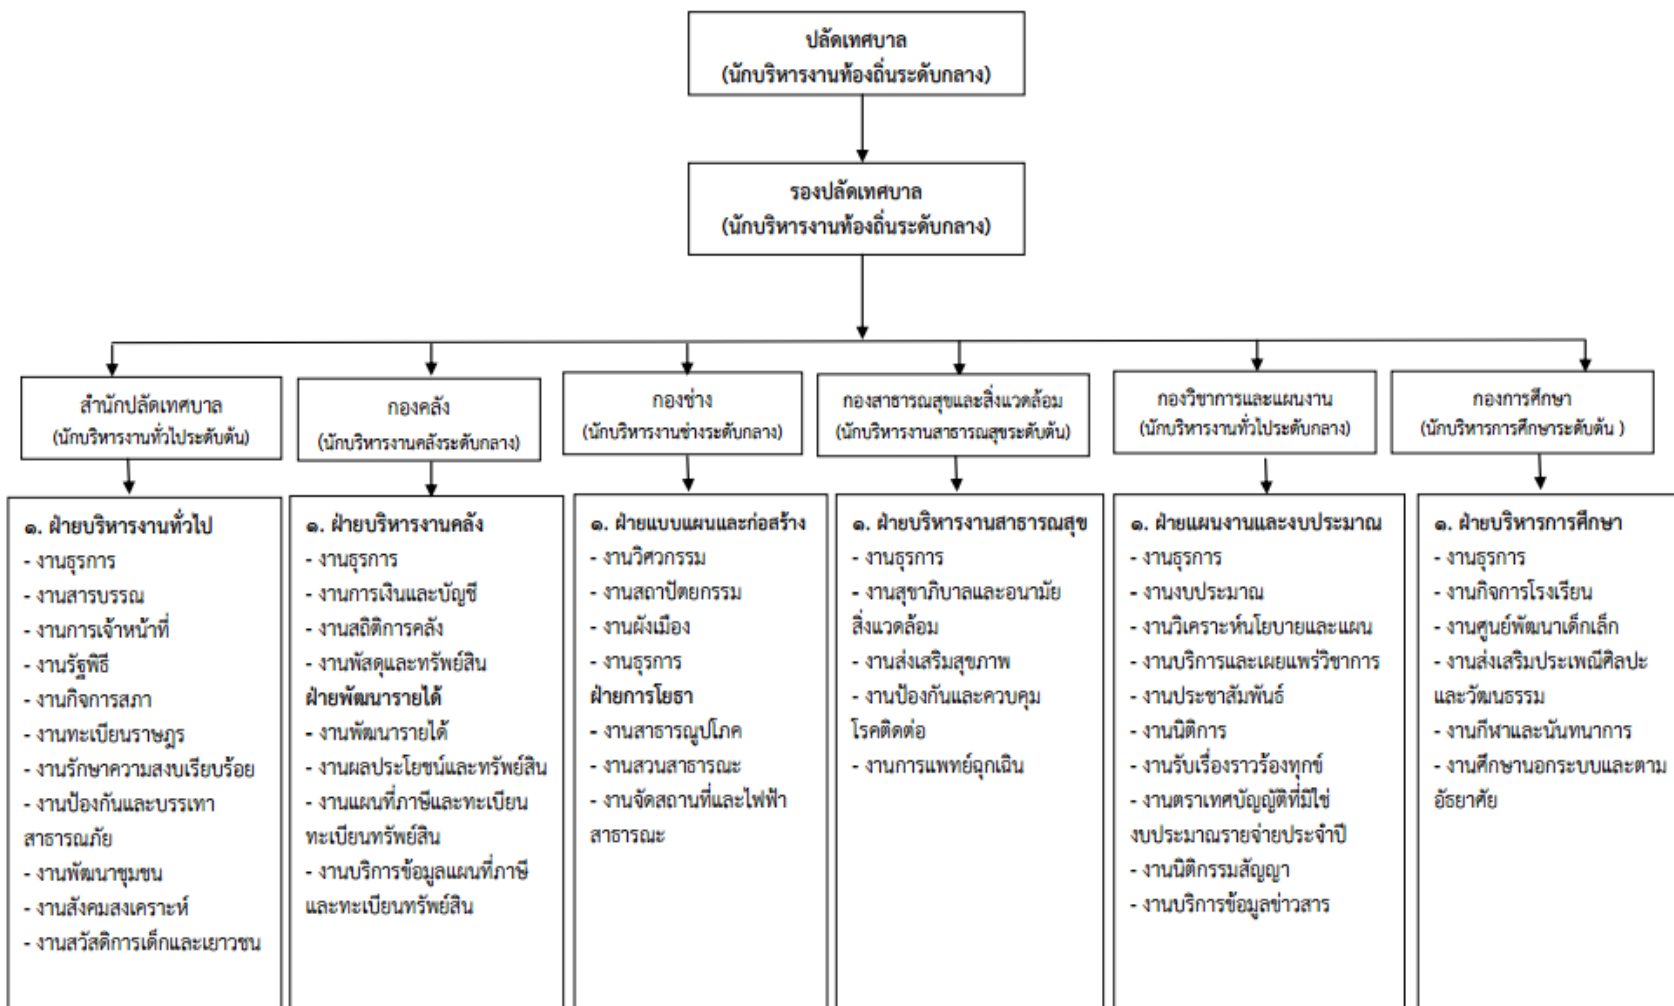 ปลัดเทศบาล
(นักบริหารงานท้องถิ่นระดับกลาง)
รองปลัดเทศบาล
(นักบริหารงานท้องถิ่นระดับกลาง)
สำนักปลัดเทศบาล
(นักบริหารงานทั่วไประดับต้น)
กองคลัง
(นักบริหารงานคลังระดับกลาง)
กองช่าง
(นักบริหารงานช่างระดับกลาง)
กองสาธารณสุขและสิ่งแวดล้อม
(นักบริหารงานสาธารณสุขระดับต้น)
กองวิชาการและแผนงาน
(นักบริหารงานทั่วไประดับกลาง)
กองการศึกษา
(นักบริหารการศึกษาระดับต้น )
๑. ฝ่ายบริหารงานทั่วไป
- งานธุรการ
- งานสารบรรณ
- งานการเจ้าหน้าที่
- งานรัฐพิธี
- งานกิจการสภา
- งานทะเบียนราษฎร
- งานรักษาความสงบเรียบร้อย
- งานป้องกันและบรรเทา
สาธารณภัย
- งานพัฒนาชุมชน
- งานสังคมสงเคราะห์
- งานสวัสดิการเด็กและเยาวชน
๑. ฝ่ายบริหารงานคลัง
- งานธุรการ
- งานการเงินและบัญชี
- งานสถิติการคลัง
- งานพัสดุและทรัพย์สิน
ฝ่ายพัฒนารายได้
- งานพัฒนารายได้
- งานผลประโยชน์และทรัพย์สิน
- งานแผนที่ภาษีและทะเบียน
ทะเบียนทรัพย์สิน
- งานบริการข้อมูลแผนที่ภาษี
และทะเบียนทรัพย์สิน
๑. ฝ่ายแบบแผนและก่อสร้าง
- งานวิศวกรรม
- งานสถาปัตยกรรม
- งานผังเมือง
- งานธุรการ
ฝ่ายการโยธา
- งานสาธารณูปโภค
- งานสวนสาธารณะ
- งานจัดสถานที่และไฟฟ้า
สาธารณะ
๑. ฝ่ายบริหารงานสาธารณสุข
- งานธุรการ
- งานสุขาภิบาลและอนามัย
สิ่งแวดล้อม
- งานส่งเสริมสุขภาพ
- งานป้องกันและควบคุม
โรคติดต่อ
- งานการแพทย์ฉุกเฉิน
๑. ฝ่ายแผนงานและงบประมาณ
- งานธุรการ
- งานงบประมาณ
- งานวิเคราะห์นโยบายและแผน
- งานบริการและเผยแพร่วิชาการ
- งานประชาสัมพันธ์
- งานนิติการ
- งานรับเรื่องราวร้องทุกข์
- งานตราเทศบัญญัติที่มิใช่
งบประมาณรายจ่ายประจำปี
- งานนิติกรรมสัญญา
- งานบริการข้อมูลข่าวสาร
๑. ฝ่ายบริหารการศึกษา
- งานธุรการ
- งานกิจการโรงเรียน
- งานศูนย์พัฒนาเด็กเล็ก
- งานส่งเสริมประเพณีศิลปะ
และวัฒนธรรม
- งานกีฬาและนันทนาการ
- งานศึกษานอกระบบและตาม
อัธยาศัย